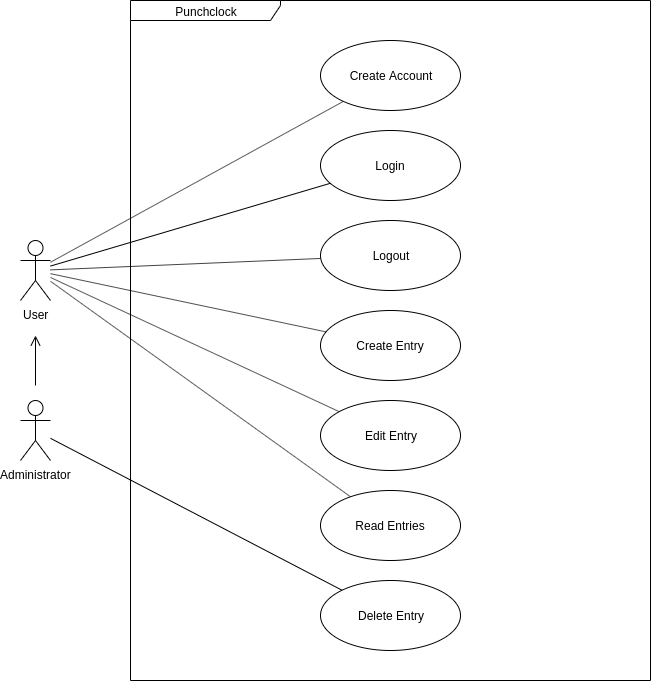 Punchclock
Create Account
Login
Logout
User
Create Entry
Edit Entry
Administrator
Read Entries
Delete Entry